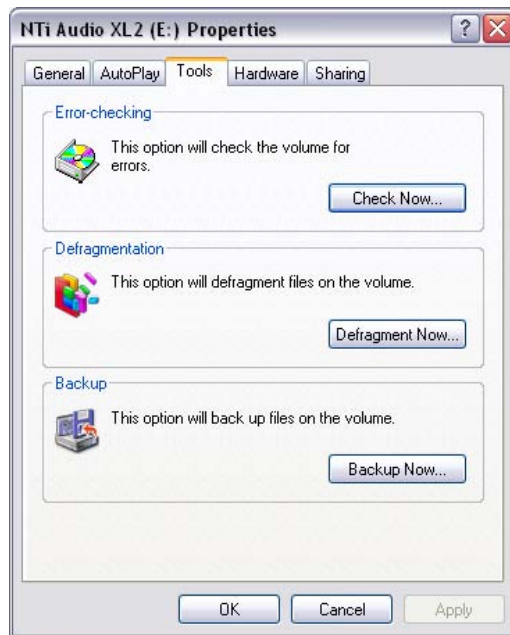 NTi Audio XL2 (E:) Properties
General AutoPlay Tools Hardware Sharing
Error-checking
This option will check the volume for
errors.
Check Now...
Defragmentation
This option will defragment files on the volume.
Defragment Now...
Backup
This option will back up files on the volume.
Backup Now...
OK Cancel Apply